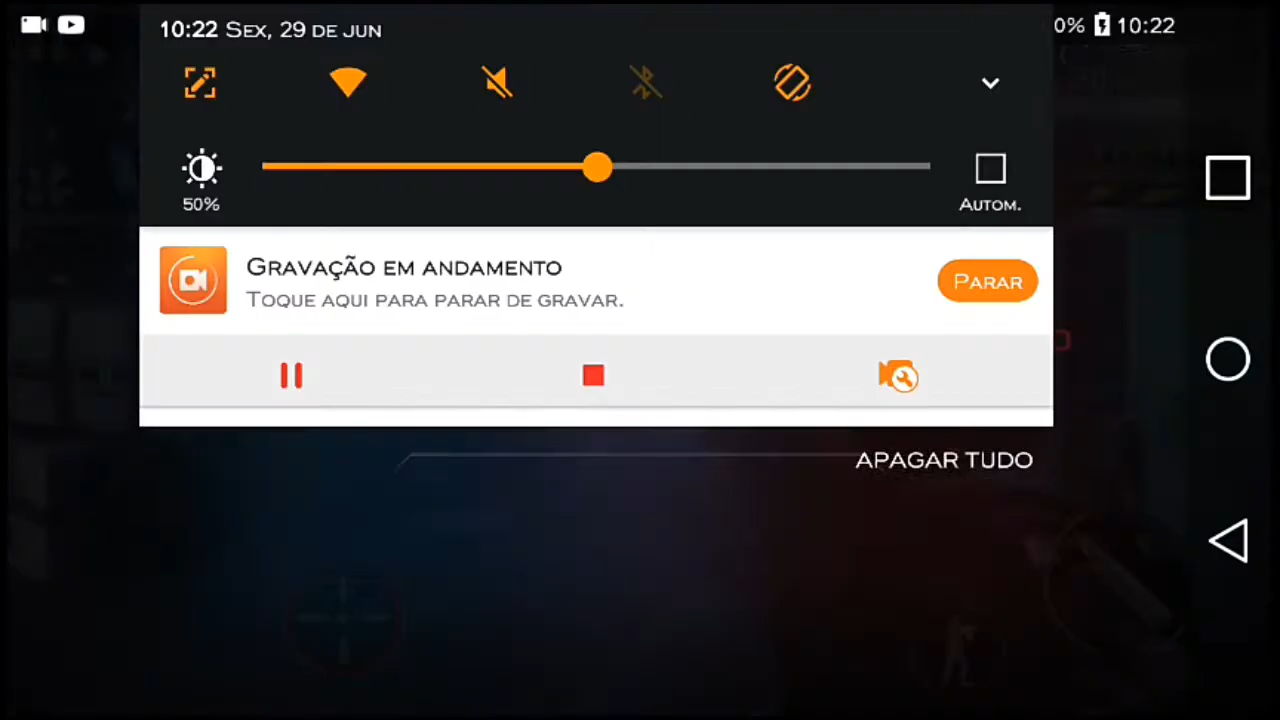 10:22 Sex, 29 de jun
0% 10:22
50%
Autom.
Gravação em andamento
Toque aqui para parar de gravar.
Parar
APAGAR TUDO